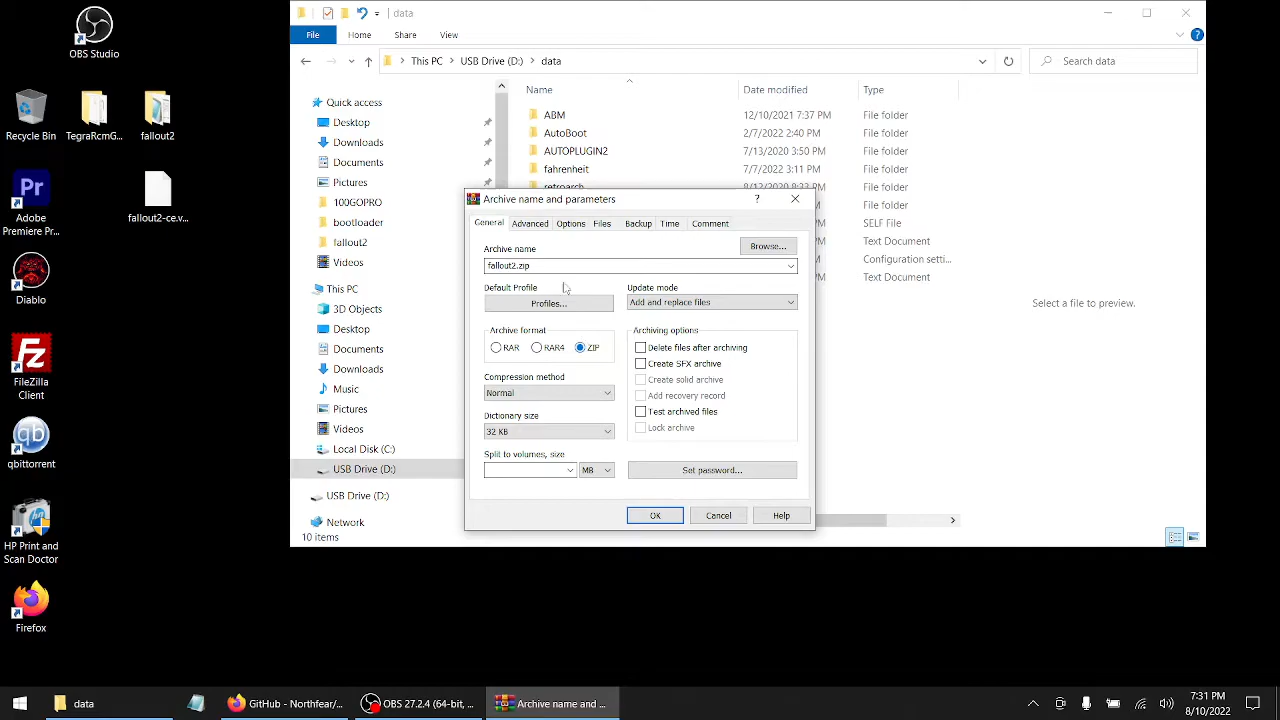 OBS Studio
Recycle Bin
TegraRcmG...
fallout2
Adobe
Premiere Pr...
fallout2-ce.v...
Diablo
FileZilla
Client
qbittorrent
HP Print and
Scan Doctor
Firefox
data
File
Home
Share
View
This PC
USB Drive (D:)
data
Search data
Name
Date modified
Type
Quick access
Desktop
Downloads
Documents
Pictures
100GOPRO
bootloader
fallout2
Videos
This PC
3D Objects
Desktop
Documents
Downloads
Music
Pictures
Videos
Local Disk (C:)
USB Drive (D:)
USB Drive (D:)
Network
10 items
ABM 12/10/2021 7:37 PM File folder
AutoBoot 2/7/2022 2:40 PM File folder
AUTOPLUGIN2 7/13/2020 3:50 PM File folder
fahrenheit 7/7/2022 3:11 PM File folder
retroarch 8/12/2020 8:33 PM File folder
File folder
SELF File
Text Document
Configuration setti...
Text Document
Select a file to preview.
Archive name and parameters
?
General
Advanced
Options
Files
Backup
Time
Comment
Archive name
Browse...
fallout2.zip
Default Profile
Profiles...
Update mode
Add and replace files
Archive format
RAR
RAR4
ZIP
Compression method
Normal
Dictionary size
32 KB
Split to volumes, size
MB
Archiving options
Delete files after archiving
Create SFX archive
Create solid archive
Add recovery record
Test archived files
Lock archive
Set password...
OK
Cancel
Help
data
GitHub - Northfear/...
OBS 27.2.4 (64-bit, ...
Archive name and ...
7:31 PM
8/10/2022